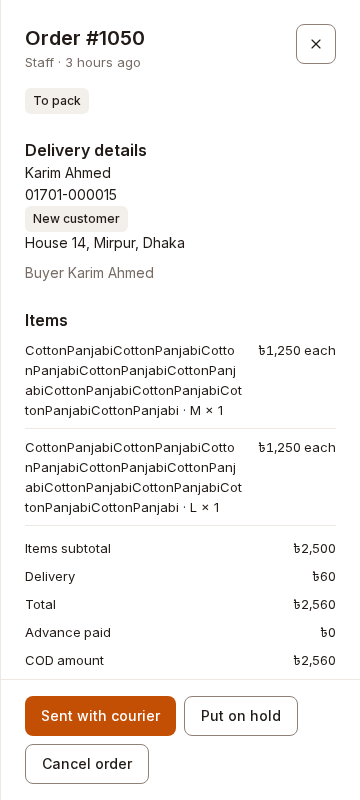 Order #1050
Staff · 3 hours ago
To pack
Delivery details
Karim Ahmed
01701-000015
New customer
House 14, Mirpur, Dhaka
Buyer Karim Ahmed
Items
CottonPanjabiCottonPanjabiCotto ৳1,250 each
nPanjabiCottonPanjabiCottonPanj
abiCottonPanjabiCottonPanjabiCot
tonPanjabiCottonPanjabi · M × 1
CottonPanjabiCottonPanjabiCotto ৳1,250 each
nPanjabiCottonPanjabiCottonPanj
abiCottonPanjabiCottonPanjabiCot
tonPanjabiCottonPanjabi · L × 1
Items subtotal ৳2,500
Delivery ৳60
Total ৳2,560
Advance paid ৳0
COD amount ৳2,560
Sent with courier Put on hold
Cancel order